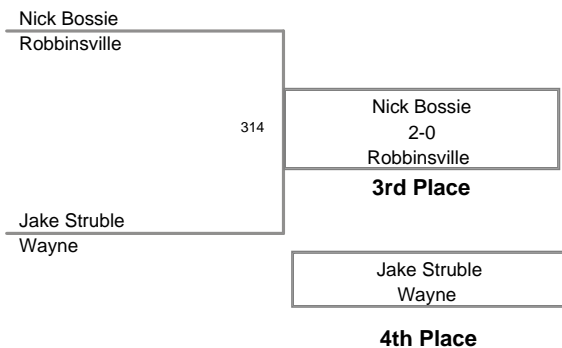 Nick Bossie
Robbinsville
314
Nick Bossie
2-0
Robbinsville
3rd Place
Jake Struble
Wayne
Jake Struble
Wayne
4th Place